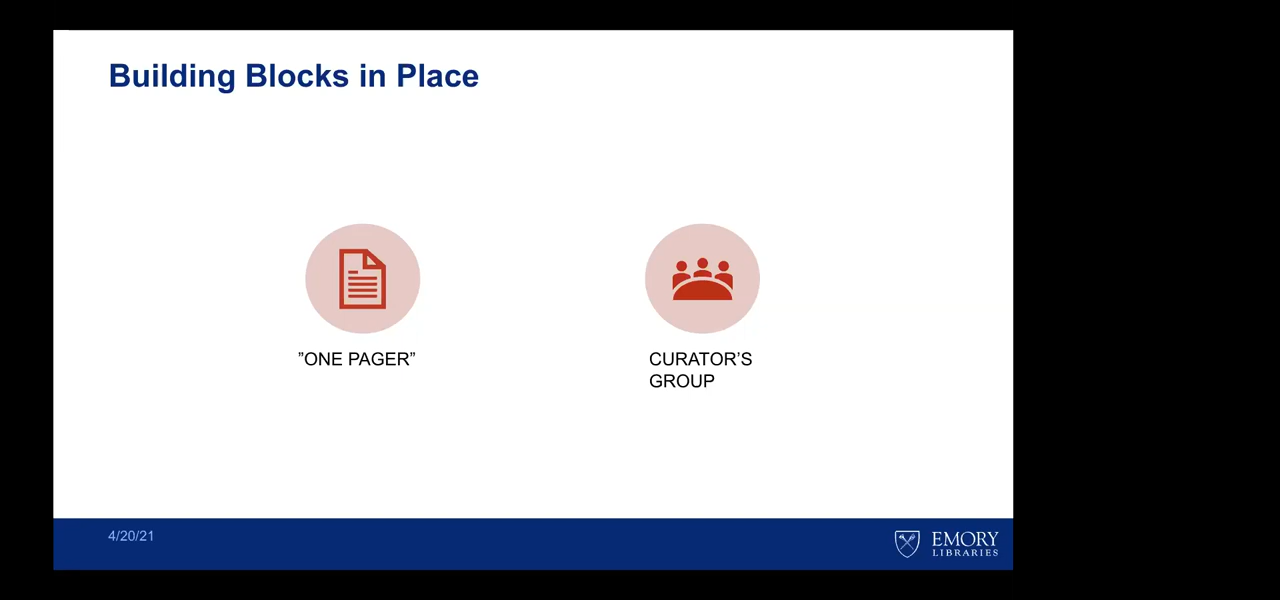 Building Blocks in Place
”ONE PAGER”
CURATOR’S
GROUP
4/20/21
EMORY
LIBRARIES